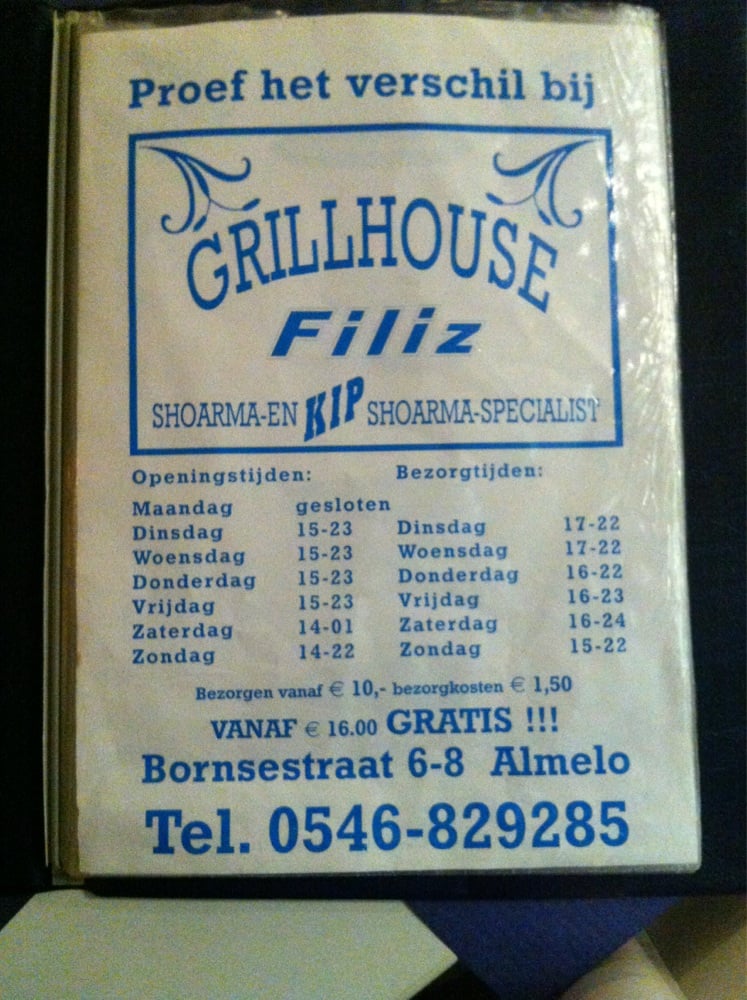 Proef het verschil bij
GRILLHOUSE
Filiz
SHOARMA-EN KIP SHOARMA-SPECIALIST
Openingstijden: Bezorgtijden:
Maandag gesloten
Dinsdag 15-23 Dinsdag 17-22
Woensdag 15-23 Woensdag 17-22
Donderdag 15-23 Donderdag 16-22
Vrijdag 15-23 Vrijdag 16-23
Zaterdag 14-01 Zaterdag 16-24
Zondag 14-22 Zondag 15-22
Bezorgen vanaf € 10,- bezorgkosten € 1,50
VANAF € 16.00 GRATIS !!!
Bornsestraat 6-8 Almelo
Tel. 0546-829285